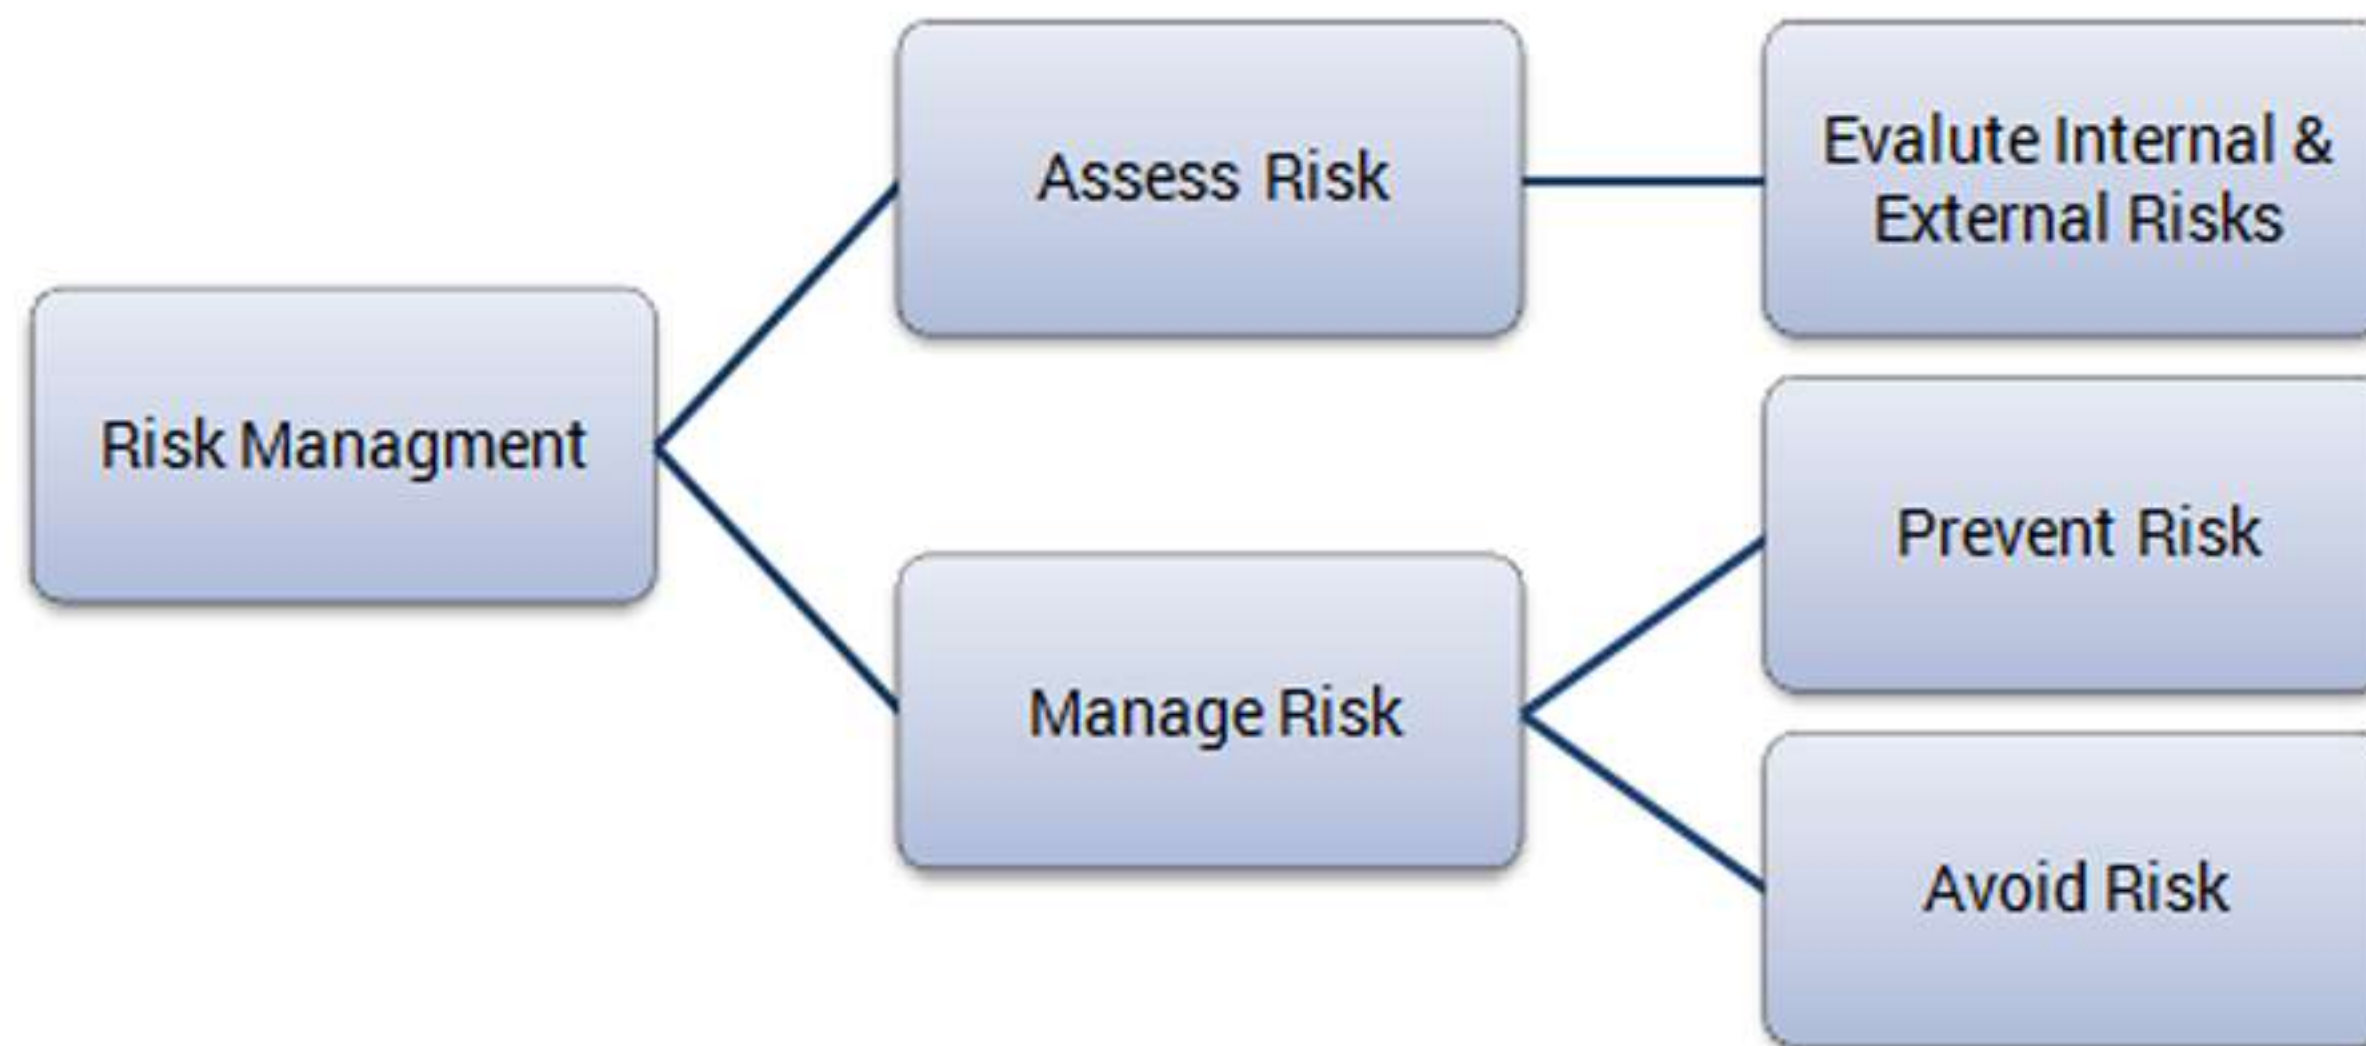 Risk Managment
Assess Risk
Evalute Internal &
External Risks
Manage Risk
Prevent Risk
Avoid Risk